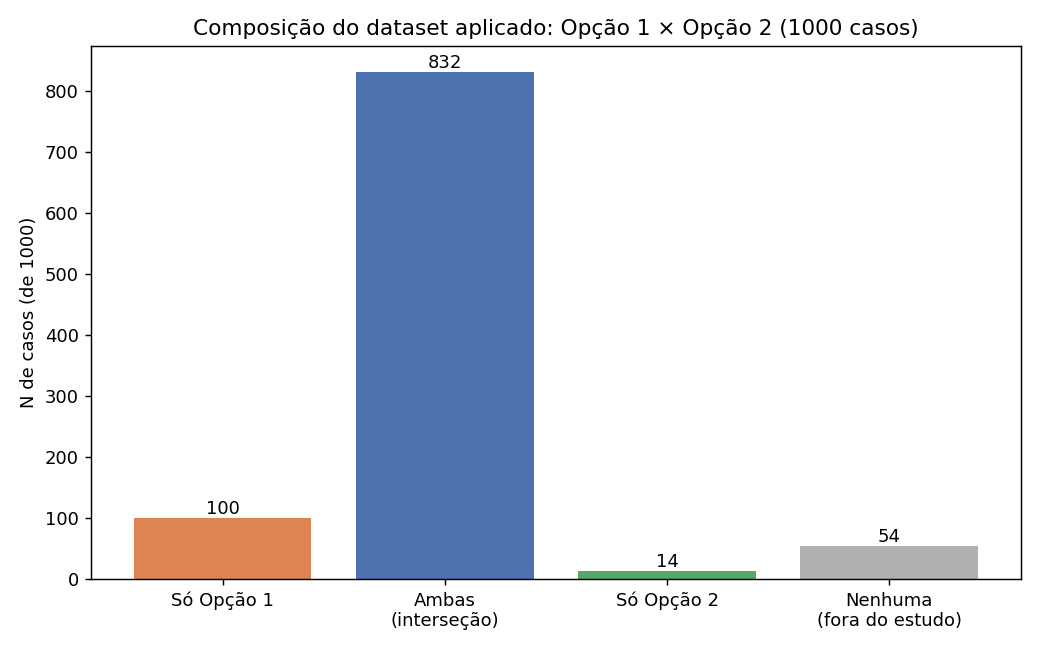 Composição do dataset aplicado: Opção 1 × Opção 2 (1000 casos)
N de casos (de 1000)
800
700
600
500
400
300
200
100
0
100
832
14
54
Só Opção 1
Ambas
(interseção)
Só Opção 2
Nenhuma
(fora do estudo)